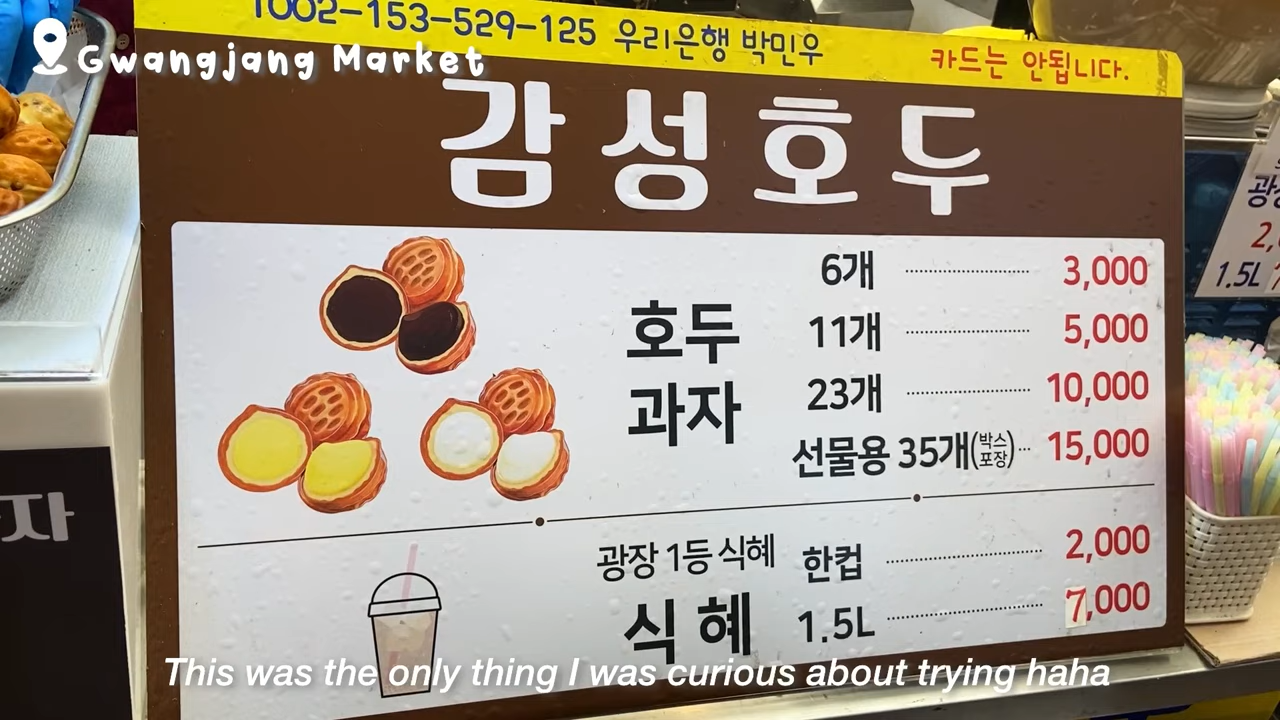 1002-153-529-125 우리은행 박민우
카드는 안됩니다.
Gwangjang Market
감성호두
호두
과자
6개 3,000
11개 5,000
23개 10,000
선물용 35개(박스포장) 15,000
광장 1등 식혜
식혜
한컵 2,000
1.5L 7,000
자
1.5L
This was the only thing I was curious about trying haha